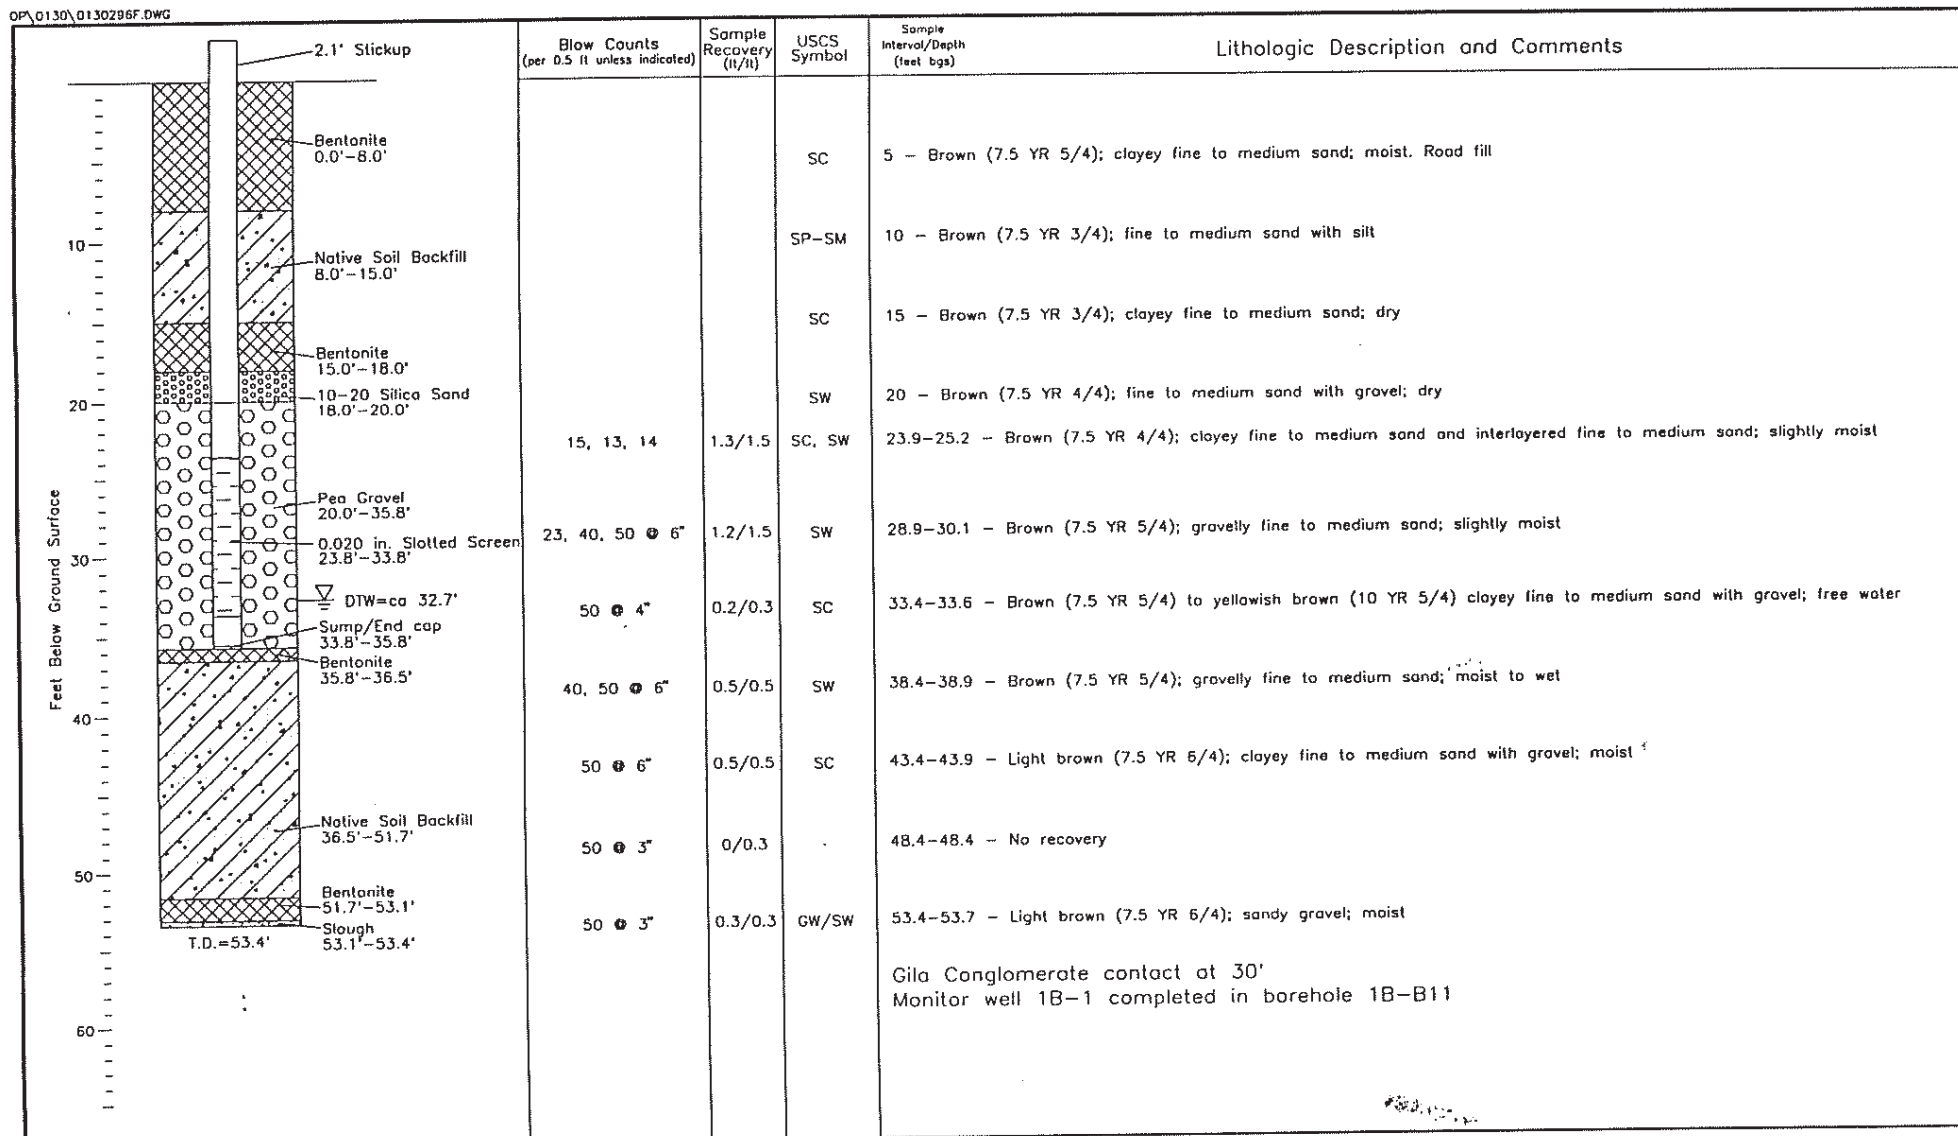 OP\0130\0130296F.DWG
2.1' Stickup
Blow Counts
(per 0.5 ft unless indicated)
Sample
Recovery
(ft/ft)
USCS
Symbol
Sample
Interval/Depth
(feet bgs)
Lithologic Description and Comments
Feet Below Ground Surface
10
20
30
40
50
60
Bentonite
0.0'-8.0'
Native Soil Backfill
8.0'-15.0'
Bentonite
15.0'-18.0'
10-20 Silica Sand
18.0'-20.0'
Pea Gravel
20.0'-35.8'
0.020 in. Slotted Screen
23.8'-33.8'
DTW=ca 32.7'
Sump/End cap
33.8'-35.8'
Bentonite
35.8'-36.5'
Native Soil Backfill
36.5'-51.7'
Bentonite
51.7'-53.1'
Slough
53.1'-53.4'
T.D.=53.4'
SC 5 - Brown (7.5 YR 5/4); clayey fine to medium sand; moist. Road fill
SP-SM 10 - Brown (7.5 YR 3/4); fine to medium sand with silt
SC 15 - Brown (7.5 YR 3/4); clayey fine to medium sand; dry
SW 20 - Brown (7.5 YR 4/4); fine to medium sand with gravel; dry
15, 13, 14 1.3/1.5 SC, SW 23.9-25.2 - Brown (7.5 YR 4/4); clayey fine to medium sand and interlayered fine to medium sand; slightly moist
23, 40, 50 @ 6" 1.2/1.5 SW 28.9-30.1 - Brown (7.5 YR 5/4); gravelly fine to medium sand; slightly moist
50 @ 4" 0.2/0.3 SC 33.4-33.6 - Brown (7.5 YR 5/4) to yellowish brown (10 YR 5/4) clayey fine to medium sand with gravel; free water
40, 50 @ 6" 0.5/0.5 SW 38.4-38.9 - Brown (7.5 YR 5/4); gravelly fine to medium sand; moist to wet
50 @ 6" 0.5/0.5 SC 43.4-43.9 - Light brown (7.5 YR 6/4); clayey fine to medium sand with gravel; moist
50 @ 3" 0/0.3 48.4-48.4 - No recovery
50 @ 3" 0.3/0.3 GW/SW 53.4-53.7 - Light brown (7.5 YR 6/4); sandy gravel; moist
Gila Conglomerate contact at 30'
Monitor well 1B-1 completed in borehole 1B-B11